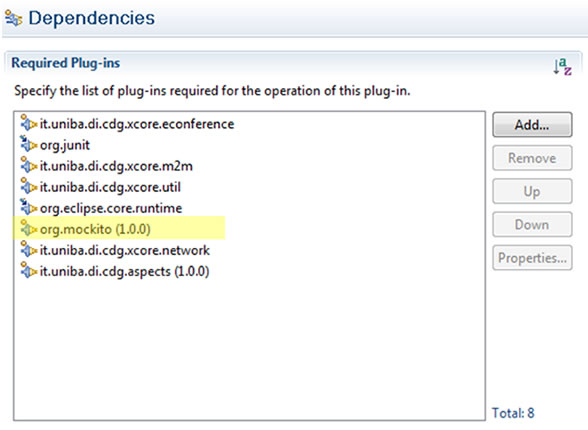 Dependencies
Required Plug-ins
Specify the list of plug-ins required for the operation of this plug-in.
it.uniba.di.cdg.xcore.econference
org.junit
it.uniba.di.cdg.xcore.m2m
it.uniba.di.cdg.xcore.util
org.eclipse.core.runtime
org.mockito (1.0.0)
it.uniba.di.cdg.xcore.network
it.uniba.di.cdg.aspects (1.0.0)
Add...
Remove
Up
Down
Properties...
Total: 8